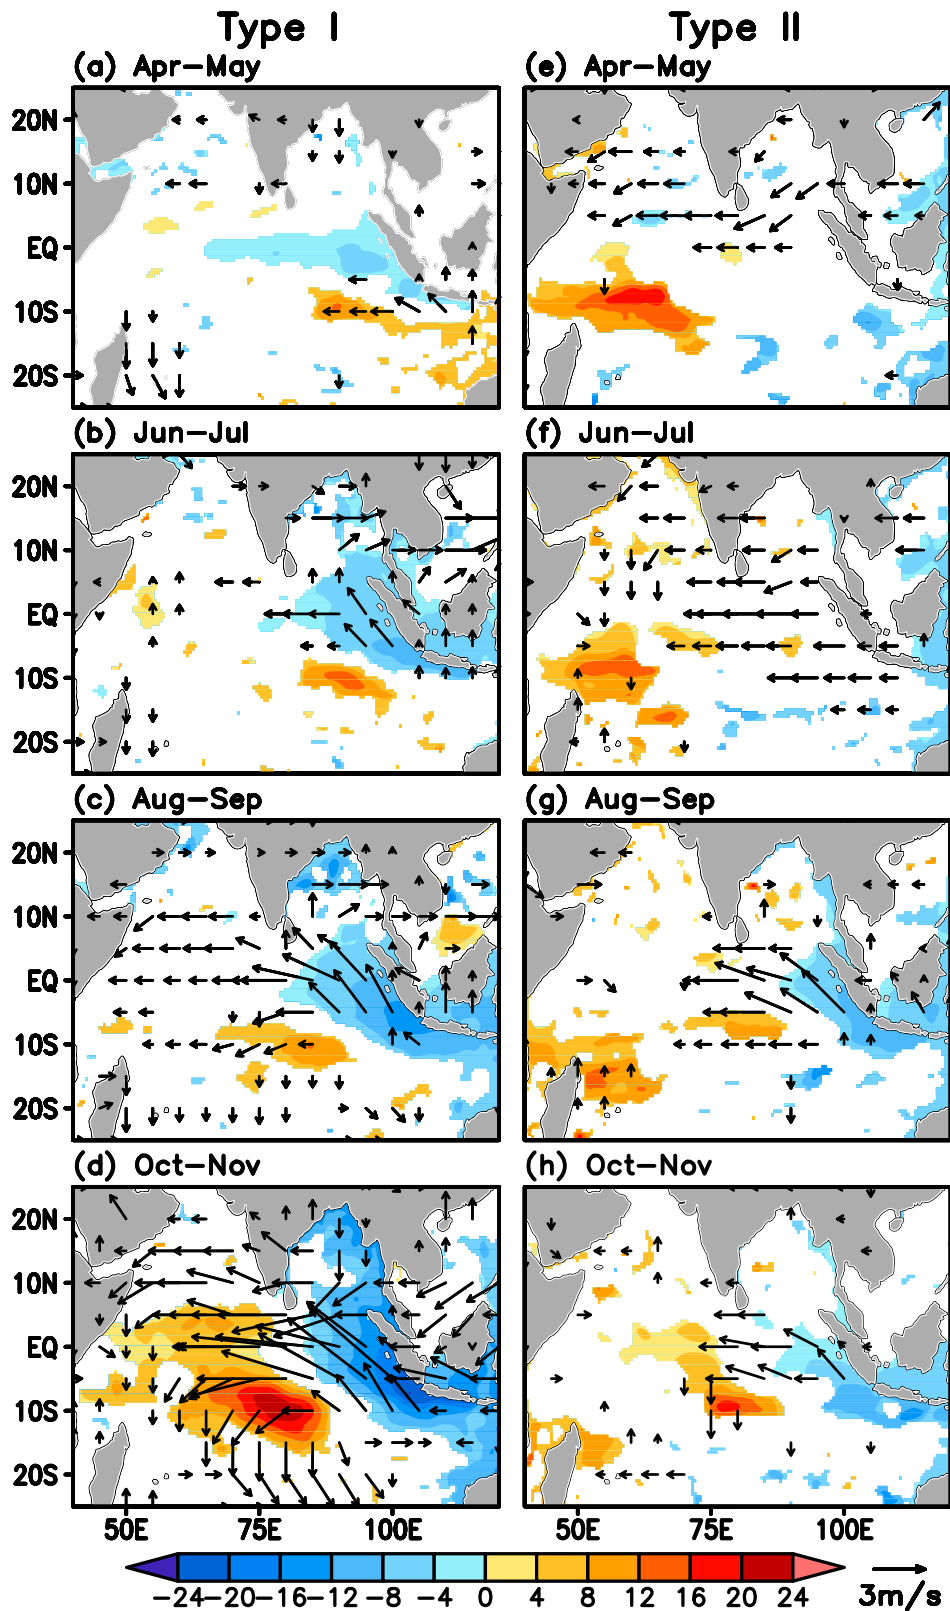 Type I Type II
(a) Apr-May (e) Apr-May
20N
10N
EQ
10S
20S
(b) Jun-Jul (f) Jun-Jul
20N
10N
EQ
10S
20S
(c) Aug-Sep (g) Aug-Sep
20N
10N
EQ
10S
20S
(d) Oct-Nov (h) Oct-Nov
20N
10N
EQ
10S
20S
50E 75E 100E 50E 75E 100E
-24 -20 -16 -12 -8 -4 0 4 8 12 16 20 24 3m/s